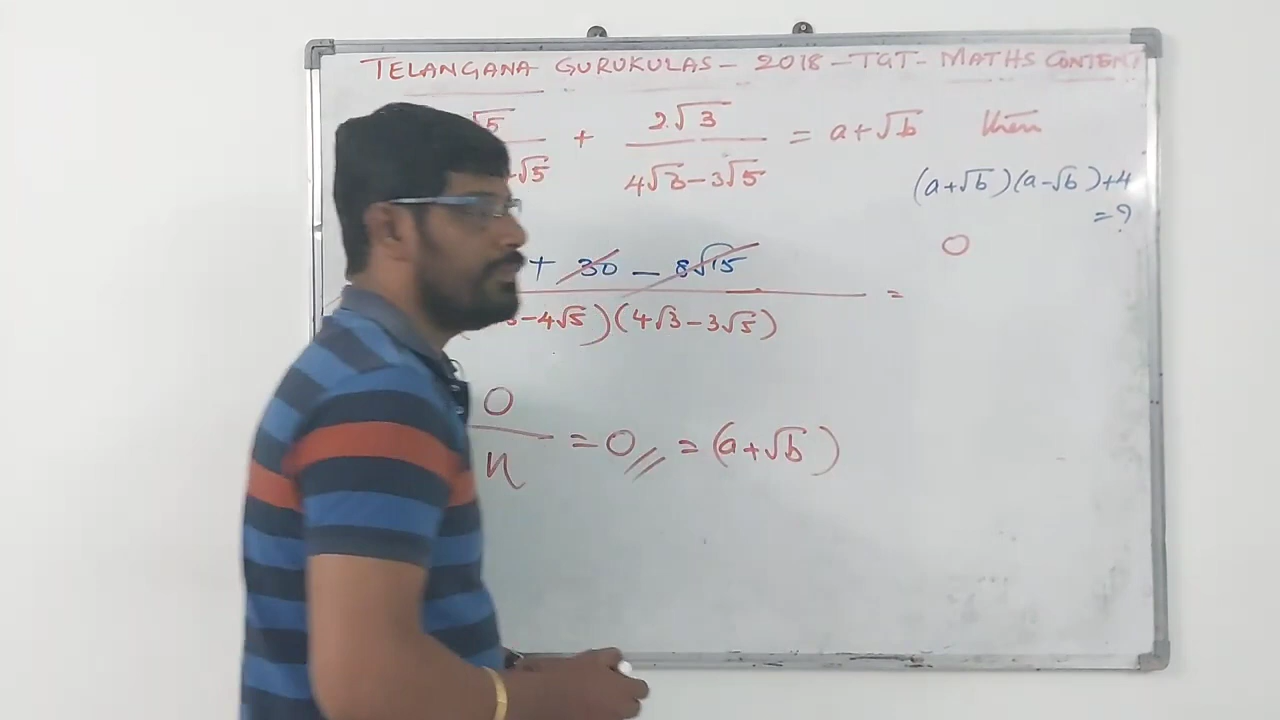 TELANGANA GURUKULAS - 2018 - TGT - MATHS CONTENT
√5 + 2√3 = a+√b then
√5 4√3-3√5
(a+√b)(a-√b)+4
=?
0
+ 30 - 8√15 =
-4√5)(4√3-3√5)
0
= 0 = (a+√b)
n